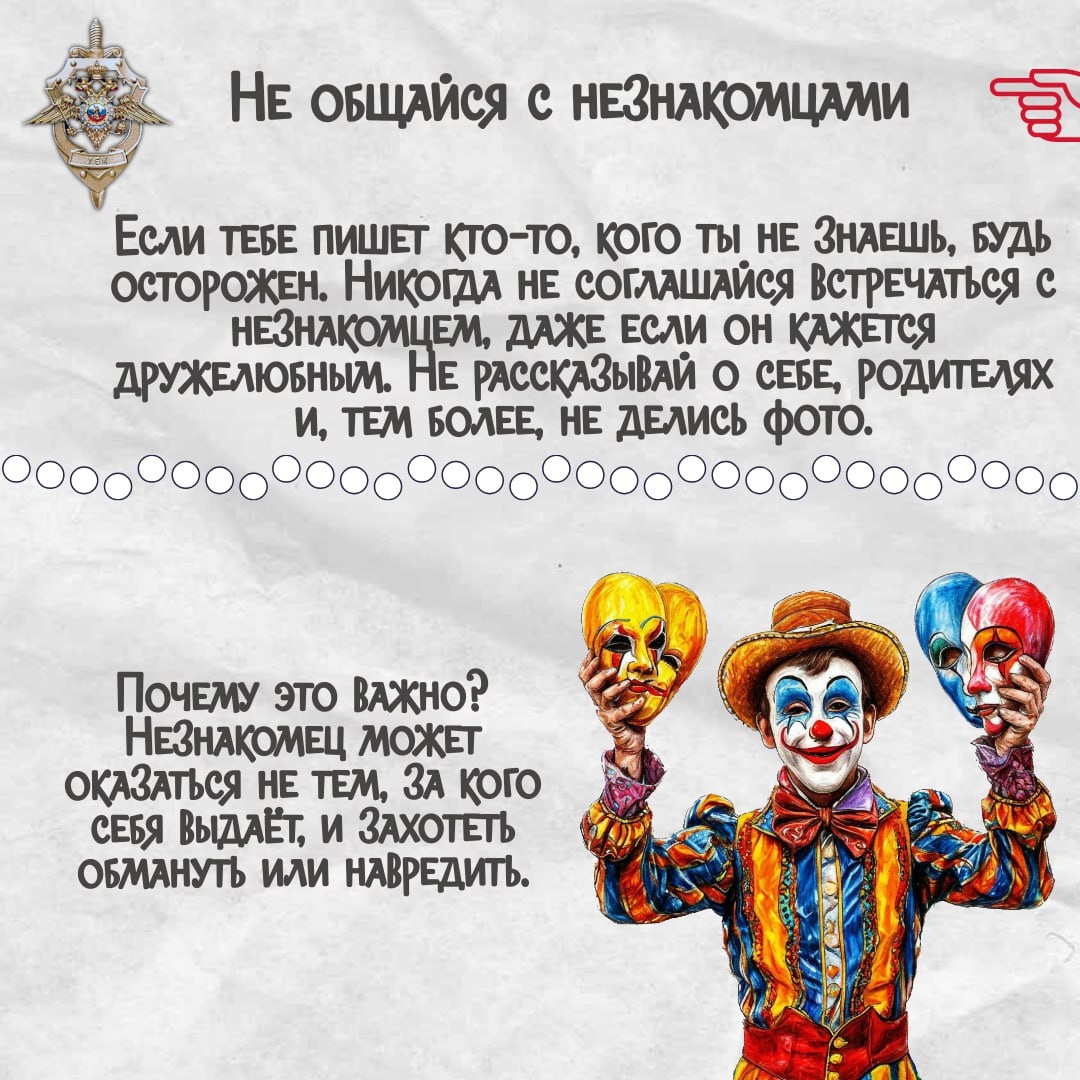 Не общайся с незнакомцами
УБК
Если тебе пишет кто-то, кого ты не знаешь, будь
осторожен. Никогда не соглашайся встречаться с
незнакомцем, даже если он кажется
дружелюбным. Не рассказывай о себе, родителях
и, тем более, не делись фото.
Почему это важно?
Незнакомец может
оказаться не тем, за кого
себя выдаёт, и захотеть
обмануть или навредить.